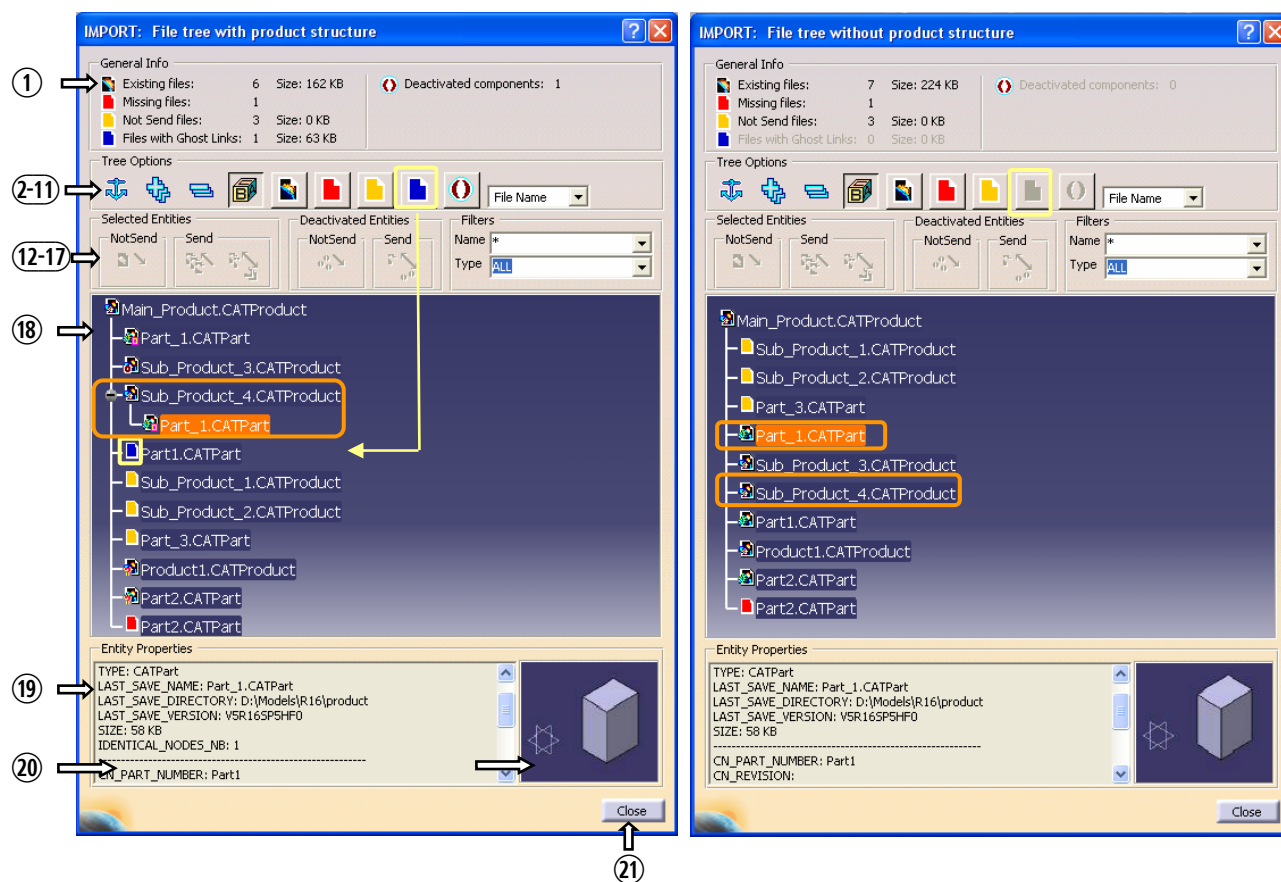 IMPORT: File tree with product structure
General Info
① Existing files: 6 Size: 162 KB Deactivated components: 1
Missing files: 1
Not Send files: 3 Size: 0 KB
Files with Ghost Links: 1 Size: 63 KB
Tree Options
2-11 B File Name
Selected Entities Deactivated Entities Filters
NotSend Send NotSend Send Name *
12-17 Type ALL
⑱ Main_Product.CATProduct
Part_1.CATPart
Sub_Product_3.CATProduct
Sub_Product_4.CATProduct
Part_1.CATPart
Part1.CATPart
Sub_Product_1.CATProduct
Sub_Product_2.CATProduct
Part_3.CATPart
Product1.CATProduct
Part2.CATPart
Part2.CATPart
Entity Properties
TYPE: CATPart
⑲ LAST_SAVE_NAME: Part_1.CATPart
LAST_SAVE_DIRECTORY: D:\Models\R16\product
LAST_SAVE_VERSION: V5R16SP5HF0
SIZE: 58 KB
IDENTICAL_NODES_NB: 1
--------------------------------------------------------------
⑳ CN_PART_NUMBER: Part1
Close
㉑
IMPORT: File tree without product structure
General Info
Existing files: 7 Size: 224 KB Deactivated components: 0
Missing files: 1
Not Send files: 3 Size: 0 KB
Files with Ghost Links: 0 Size: 0 KB
Tree Options
B File Name
Selected Entities Deactivated Entities Filters
NotSend Send NotSend Send Name *
Type ALL
Main_Product.CATProduct
Sub_Product_1.CATProduct
Sub_Product_2.CATProduct
Part_3.CATPart
Part_1.CATPart
Sub_Product_3.CATProduct
Sub_Product_4.CATProduct
Part1.CATPart
Product1.CATProduct
Part2.CATPart
Part2.CATPart
Entity Properties
TYPE: CATPart
LAST_SAVE_NAME: Part_1.CATPart
LAST_SAVE_DIRECTORY: D:\Models\R16\product
LAST_SAVE_VERSION: V5R16SP5HF0
SIZE: 58 KB
--------------------------------------------------------------
CN_PART_NUMBER: Part1
CN_REVISION:
Close